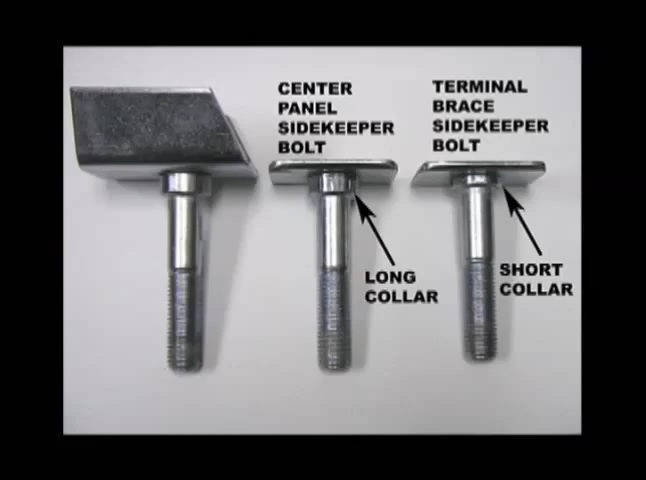 CENTER
PANEL
SIDEKEEPER
BOLT
TERMINAL
BRACE
SIDEKEEPER
BOLT
LONG
COLLAR
SHORT
COLLAR